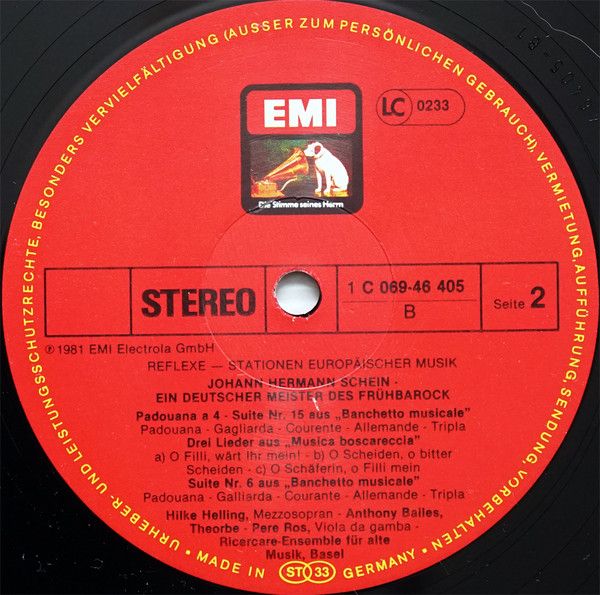 URHEBER- UND LEISTUNGSSCHUTZRECHTE, BESONDERS VERVIELFÄLTIGUNG (AUSSER ZUM PERSÖNLICHEN GEBRAUCH), VERMIETUNG, AUFFÜHRUNG, SENDUNG, VORBEHALTEN •
EMI
LC 0233
Die Stimme seines Herrn
STEREO
1 C 069-46 405
B
Seite 2
℗ 1981 EMI Electrola GmbH
REFLEXE — STATIONEN EUROPÄISCHER MUSIK
JOHANN HERMANN SCHEIN -
EIN DEUTSCHER MEISTER DES FRÜHBAROCK
Padouana a 4 - Suite Nr. 15 aus „Banchetto musicale"
Padouana - Gagliarda - Courente - Allemande - Tripla
Drei Lieder aus „Musica boscareccia"
a) O Filli, wärt Ihr mein! - b) O Scheiden, o bitter
Scheiden - c) O Schäferin, o Filli mein
Suite Nr. 6 aus „Banchetto musicale"
Padouana - Galliarda - Courante - Allemande - Tripla
Hilke Helling, Mezzosopran - Anthony Bailes,
Theorbe - Pere Ros, Viola da gamba -
Ricercare-Ensemble für alte
Musik, Basel
• MADE IN ST 33 GERMANY •